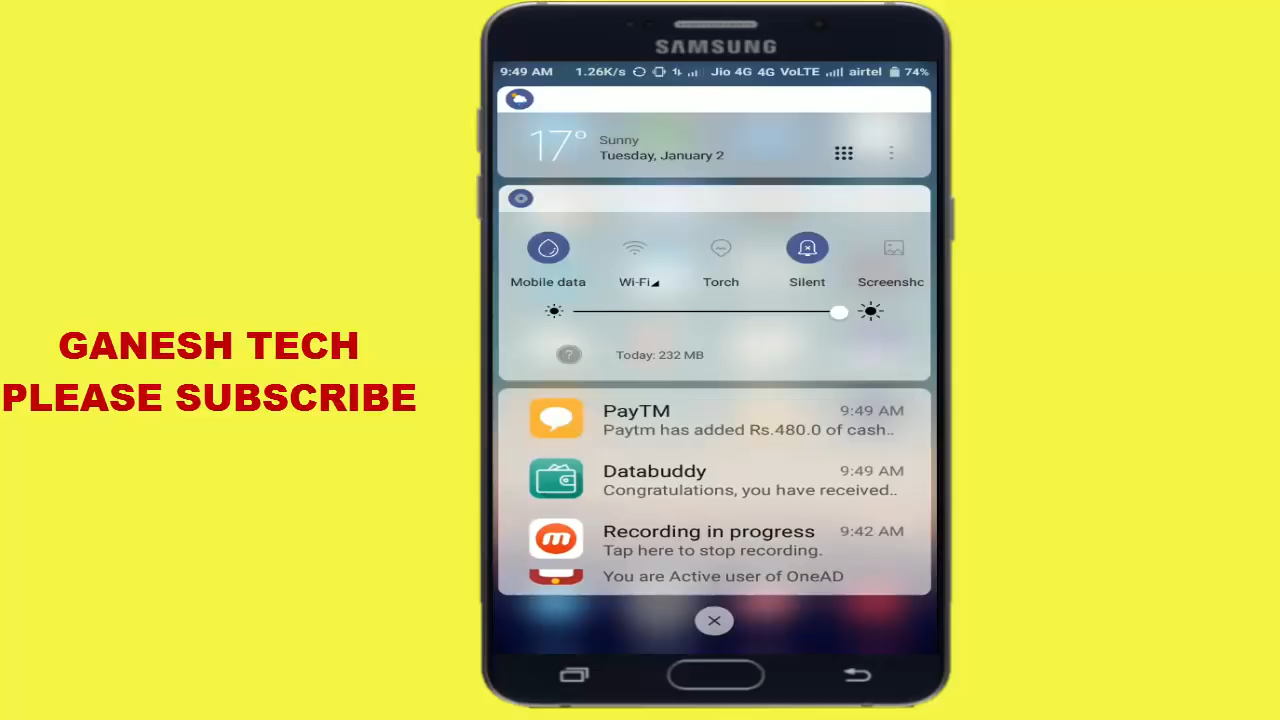 GANESH TECH
PLEASE SUBSCRIBE
SAMSUNG
9:49 AM 1.26K/s Jio 4G 4G VoLTE airtel 74%
17° Sunny
Tuesday, January 2
Mobile data Wi-Fi Torch Silent Screensho
? Today: 232 MB
PayTM 9:49 AM
Paytm has added Rs.480.0 of cash..
Databuddy 9:49 AM
Congratulations, you have received..
Recording in progress 9:42 AM
Tap here to stop recording.
You are Active user of OneAD